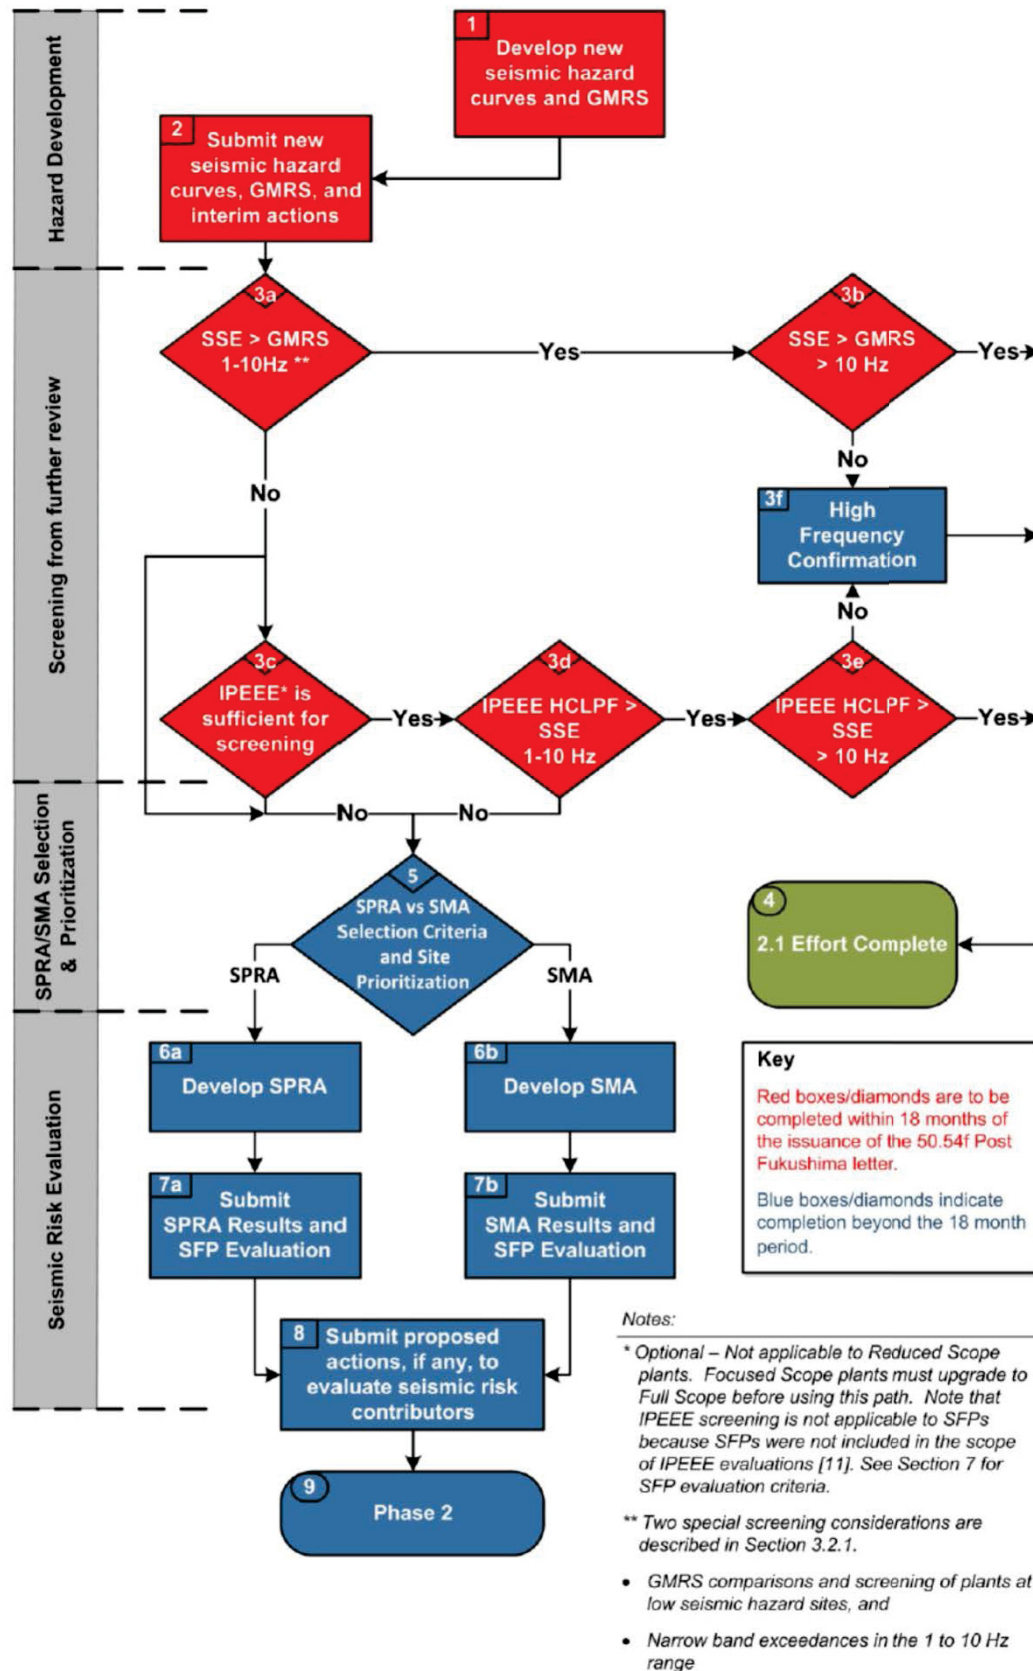 Hazard Development
1
Develop new
seismic hazard
curves and GMRS
2
Submit new
seismic hazard
curves, GMRS, and
interim actions
Screening from further review
3a
SSE > GMRS
1-10Hz **
Yes
3b
SSE > GMRS
> 10 Hz
Yes
No
No
3f
High
Frequency
Confirmation
No
3c
IPEEE* is
sufficient for
screening
Yes
3d
IPEEE HCLPF >
SSE
1-10 Hz
Yes
3e
IPEEE HCLPF >
SSE
> 10 Hz
Yes
No
No
SPRA/SMA Selection
& Prioritization
5
SPRA vs SMA
Selection Criteria
and Site
Prioritization
SPRA
SMA
4
2.1 Effort Complete
Seismic Risk Evaluation
6a
Develop SPRA
6b
Develop SMA
7a
Submit
SPRA Results and
SFP Evaluation
7b
Submit
SMA Results and
SFP Evaluation
8
Submit proposed
actions, if any, to
evaluate seismic risk
contributors
9
Phase 2
Key
Red boxes/diamonds are to be
completed within 18 months of
the issuance of the 50.54f Post
Fukushima letter.
Blue boxes/diamonds indicate
completion beyond the 18 month
period.
Notes:
* Optional – Not applicable to Reduced Scope
plants. Focused Scope plants must upgrade to
Full Scope before using this path. Note that
IPEEE screening is not applicable to SFPs
because SFPs were not included in the scope
of IPEEE evaluations [11]. See Section 7 for
SFP evaluation criteria.
** Two special screening considerations are
described in Section 3.2.1.
• GMRS comparisons and screening of plants at
low seismic hazard sites, and
• Narrow band exceedances in the 1 to 10 Hz
range